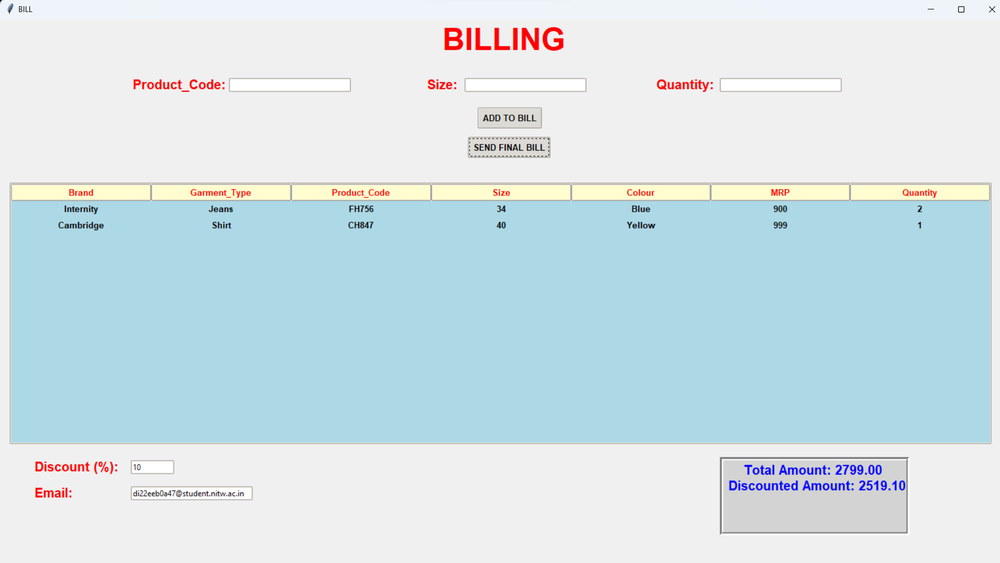 BILL
BILLING
Product_Code: Size: Quantity:
ADD TO BILL
SEND FINAL BILL
Brand Garment_Type Product_Code Size Colour MRP Quantity
Internity Jeans FH756 34 Blue 900 2
Cambridge Shirt CH847 40 Yellow 999 1
Discount (%): 10
Email: di22eeb0a47@student.nitw.ac.in
Total Amount: 2799.00
Discounted Amount: 2519.10